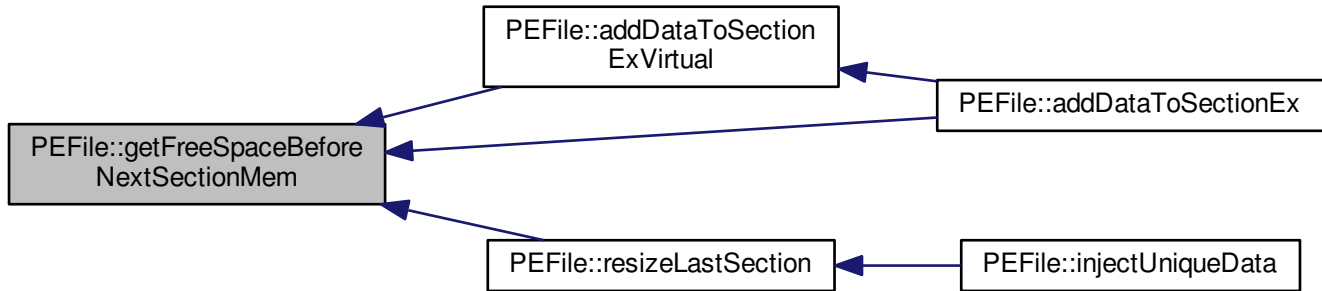 PEFile::addDataToSection
ExVirtual
PEFile::addDataToSectionEx
PEFile::getFreeSpaceBefore
NextSectionMem
PEFile::resizeLastSection
PEFile::injectUniqueData